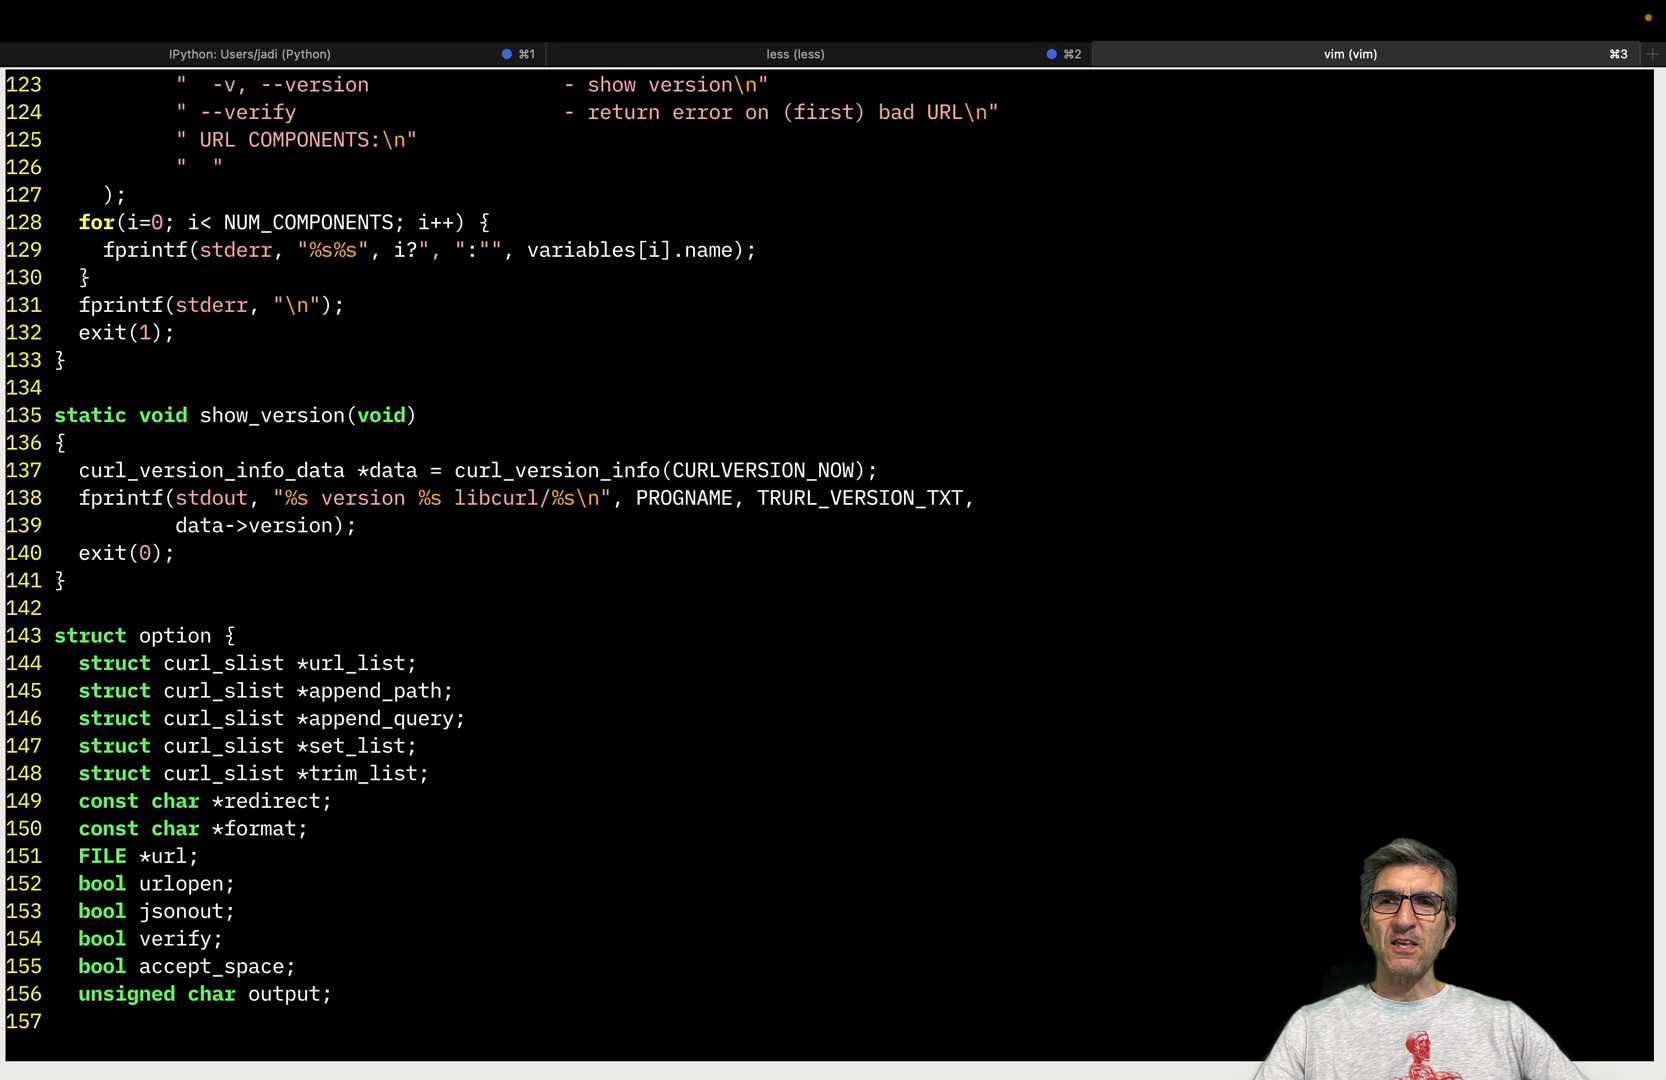 IPython: Users/jadi (Python) ⌘1 less (less) ⌘2 vim (vim) ⌘3 +
123 "  -v, --version                - show version\n"
124 " --verify                      - return error on (first) bad URL\n"
125 " URL COMPONENTS:\n"
126 "  "
127 );
128 for(i=0; i< NUM_COMPONENTS; i++) {
129 fprintf(stderr, "%s%s", i?", ":"", variables[i].name);
130 }
131 fprintf(stderr, "\n");
132 exit(1);
133 }
134
135 static void show_version(void)
136 {
137 curl_version_info_data *data = curl_version_info(CURLVERSION_NOW);
138 fprintf(stdout, "%s version %s libcurl/%s\n", PROGNAME, TRURL_VERSION_TXT,
139 data->version);
140 exit(0);
141 }
142
143 struct option {
144 struct curl_slist *url_list;
145 struct curl_slist *append_path;
146 struct curl_slist *append_query;
147 struct curl_slist *set_list;
148 struct curl_slist *trim_list;
149 const char *redirect;
150 const char *format;
151 FILE *url;
152 bool urlopen;
153 bool jsonout;
154 bool verify;
155 bool accept_space;
156 unsigned char output;
157